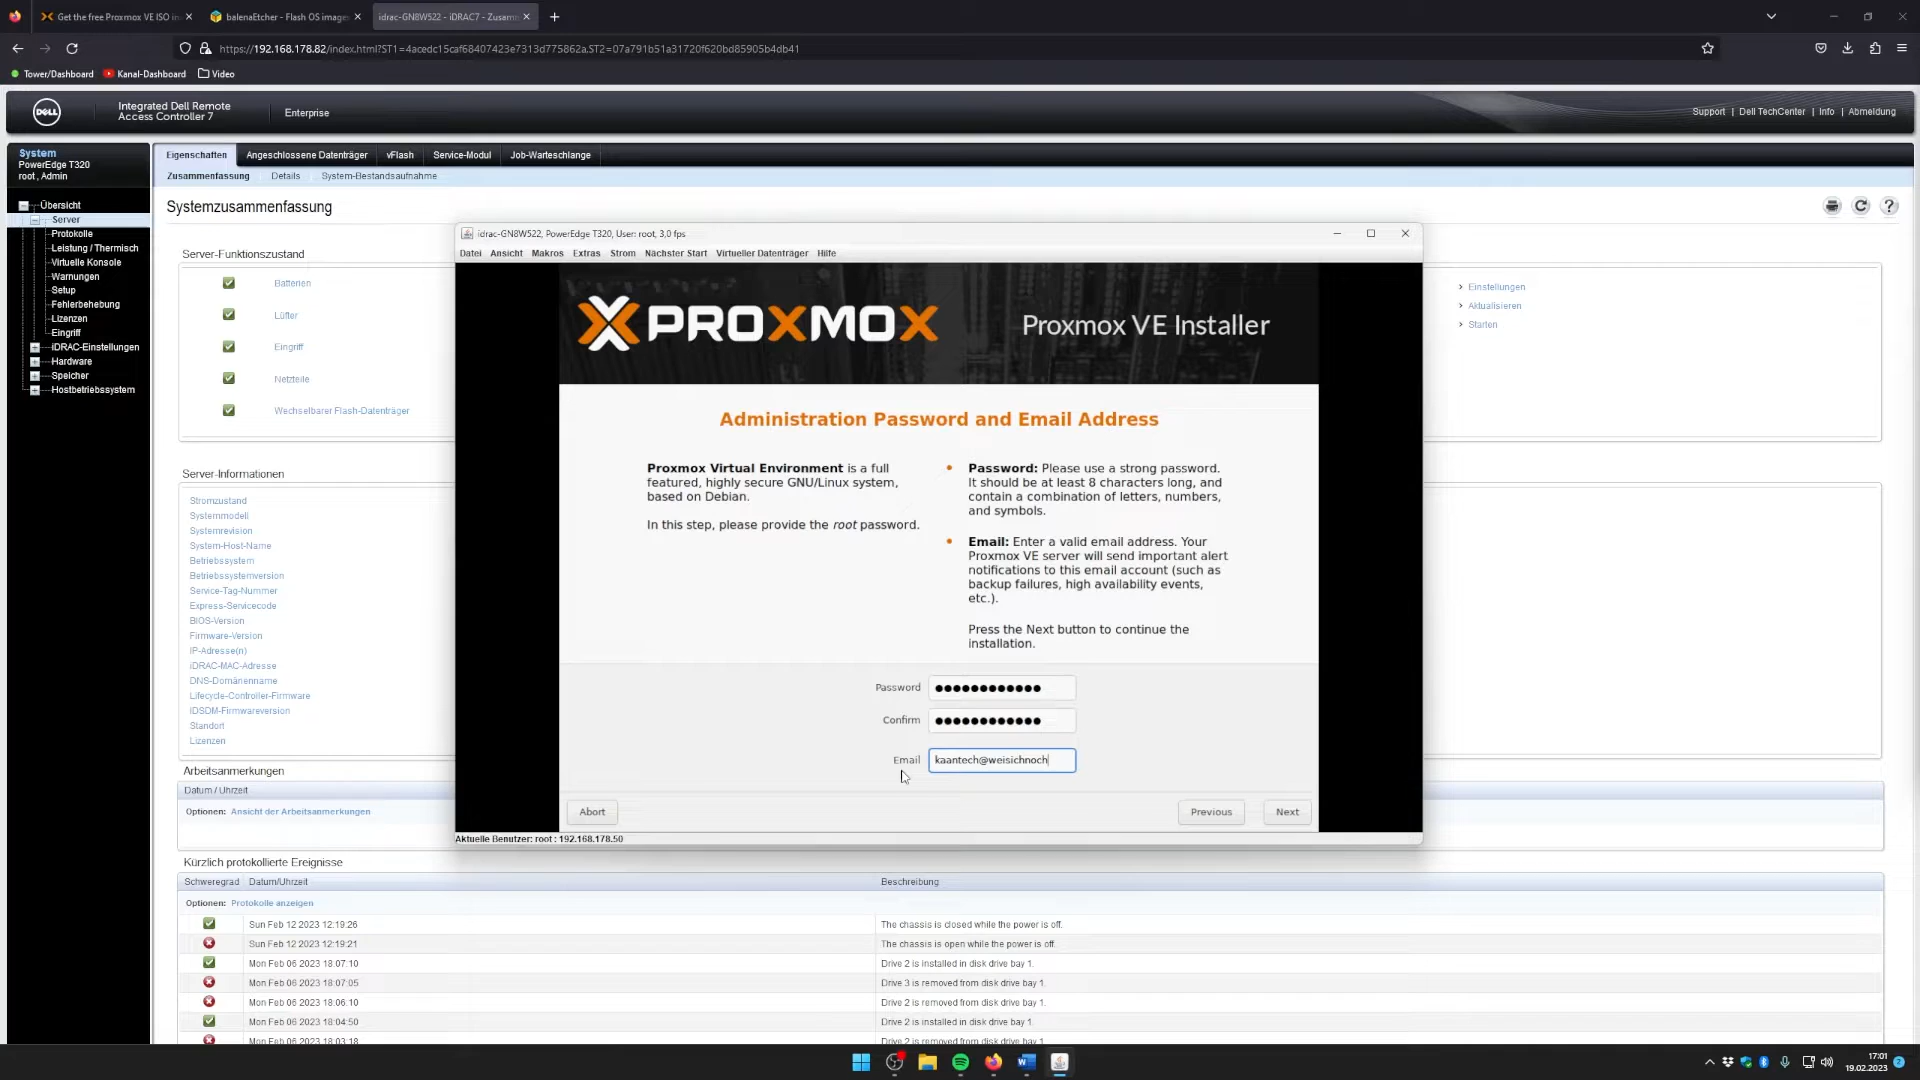 Get the free Proxmox VE ISO in
balenaEtcher - Flash OS image
idrac-GN8W522 - iDRAC7 - Zusam
https://192.168.178.82/index.html?ST1=4acedc15caf68407423e7313d775862a,ST2=07a791b51a31720f620bd85905b4db41
Tower/Dashboard
Kanal-Dashboard
Video
DELL
Integrated Dell Remote
Access Controller 7
Enterprise
Support | Dell TechCenter | Info | Abmeldung
System
PowerEdge T320
root , Admin
Eigenschaften
Angeschlossene Datenträger
vFlash
Service-Modul
Job-Warteschlange
Zusammenfassung
Details
System-Bestandsaufnahme
Übersicht
Server
Protokolle
Leistung / Thermisch
Virtuelle Konsole
Warnungen
Setup
Fehlerbehebung
Lizenzen
Eingriff
iDRAC-Einstellungen
Hardware
Speicher
Hostbetriebssystem
Systemzusammenfassung
Server-Funktionszustand
Batterien
Lüfter
Eingriff
Netzteile
Wechselbarer Flash-Datenträger
Einstellungen
Aktualisieren
Starten
Server-Informationen
Stromzustand
Systemmodell
Systemrevision
System-Host-Name
Betriebssystem
Betriebssystemversion
Service-Tag-Nummer
Express-Servicecode
BIOS-Version
Firmware-Version
IP-Adresse(n)
iDRAC-MAC-Adresse
DNS-Domänenname
Lifecycle-Controller-Firmware
IDSDM-Firmwareversion
Standort
Lizenzen
idrac-GN8W522, PowerEdge T320, User: root, 3,0 fps
Datei Ansicht Makros Extras Strom Nächster Start Virtueller Datenträger Hilfe
PROXMOX
Proxmox VE Installer
Administration Password and Email Address
Proxmox Virtual Environment is a full
featured, highly secure GNU/Linux system,
based on Debian.
In this step, please provide the root password.
Password: Please use a strong password.
It should be at least 8 characters long, and
contain a combination of letters, numbers,
and symbols.
Email: Enter a valid email address. Your
Proxmox VE server will send important alert
notifications to this email account (such as
backup failures, high availability events,
etc.).
Press the Next button to continue the
installation.
Password
●●●●●●●●●●●●
Confirm
●●●●●●●●●●●●
Email
kaantech@weisichnoch
Abort
Previous
Next
Aktuelle Benutzer: root : 192.168.178.50
Arbeitsanmerkungen
Datum / Uhrzeit
Optionen: Ansicht der Arbeitsanmerkungen
Kürzlich protokollierte Ereignisse
Schweregrad Datum/Uhrzeit Beschreibung
Optionen: Protokolle anzeigen
Sun Feb 12 2023 12:19:26 The chassis is closed while the power is off.
Sun Feb 12 2023 12:19:21 The chassis is open while the power is off.
Mon Feb 06 2023 18:07:10 Drive 2 is installed in disk drive bay 1.
Mon Feb 06 2023 18:07:05 Drive 3 is removed from disk drive bay 1.
Mon Feb 06 2023 18:06:10 Drive 2 is removed from disk drive bay 1.
Mon Feb 06 2023 18:04:50 Drive 2 is installed in disk drive bay 1.
Mon Feb 06 2023 18:03:18 Drive 2 is removed from disk drive bay 1.
17:01
19.02.2023